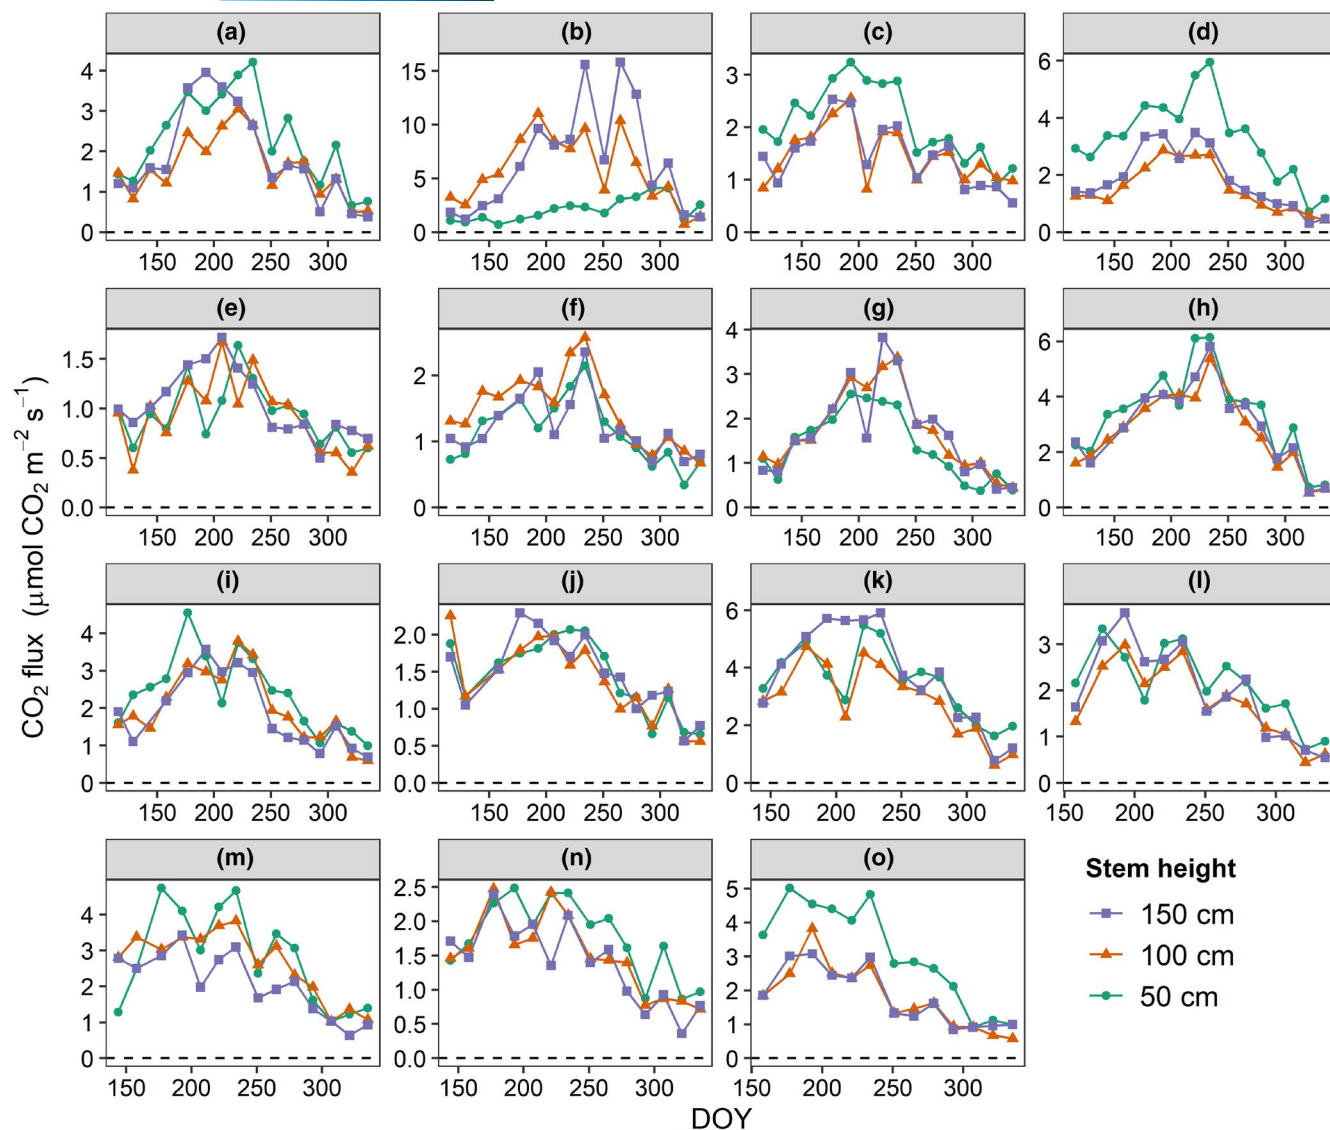 (a) (b) (c) (d)
4 15 3 6
3 10 2 4
2 5 1 2
1 0 0 0
0
150 200 250 300 150 200 250 300 150 200 250 300 150 200 250 300
(e) (f) (g) (h)
1.5 2 4 6
1.0 1 3 4
0.5 0 2 2
0.0 1 0
0
150 200 250 300 150 200 250 300 150 200 250 300 150 200 250 300
CO₂ flux (μmol CO₂ m⁻² s⁻¹)
(i) (j) (k) (l)
4 2.0 6 3
3 1.5 4 2
2 1.0 2 1
1 0.5 0 0
0 0.0
150 200 250 300 150 200 250 300 150 200 250 300 150 200 250 300
(m) (n) (o)
4 2.5 5
3 2.0 4
2 1.5 3
1 1.0 2
0 0.5 1
0.0 0
150 200 250 300 150 200 250 300 150 200 250 300
DOY
Stem height
150 cm
100 cm
50 cm